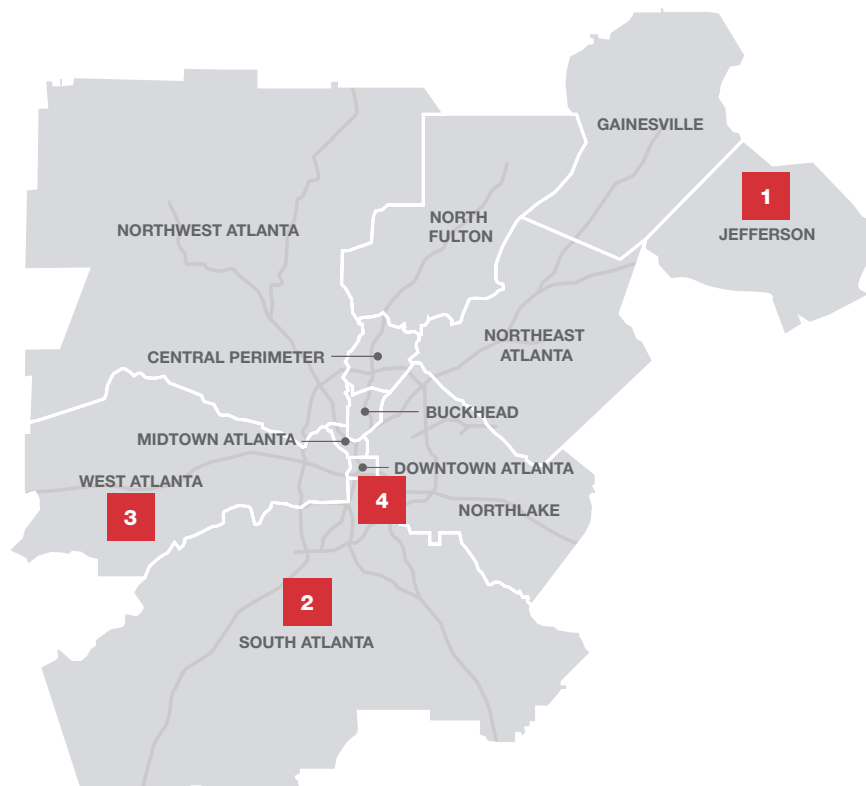 GAINESVILLE
1
JEFFERSON
NORTHWEST ATLANTA
NORTH
FULTON
NORTHEAST
ATLANTA
CENTRAL PERIMETER
BUCKHEAD
MIDTOWN ATLANTA
DOWNTOWN ATLANTA
WEST ATLANTA
3
4
NORTHLAKE
2
SOUTH ATLANTA